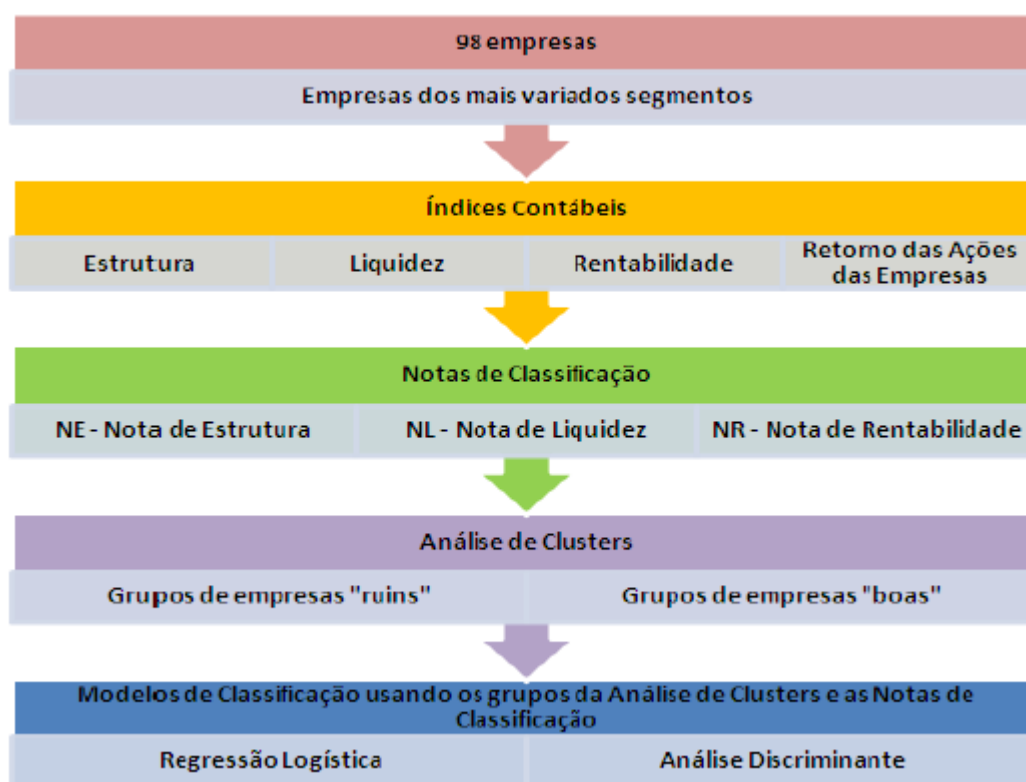 98 empresas
Empresas dos mais variados segmentos
Índices Contábeis
Estrutura
Liquidez
Rentabilidade
Retorno das Ações
das Empresas
Notas de Classificação
NE - Nota de Estrutura
NL - Nota de Liquidez
NR - Nota de Rentabilidade
Análise de Clusters
Grupos de empresas "ruins"
Grupos de empresas "boas"
Modelos de Classificação usando os grupos da Análise de Clusters e as Notas de
Classificação
Regressão Logística
Análise Discriminante